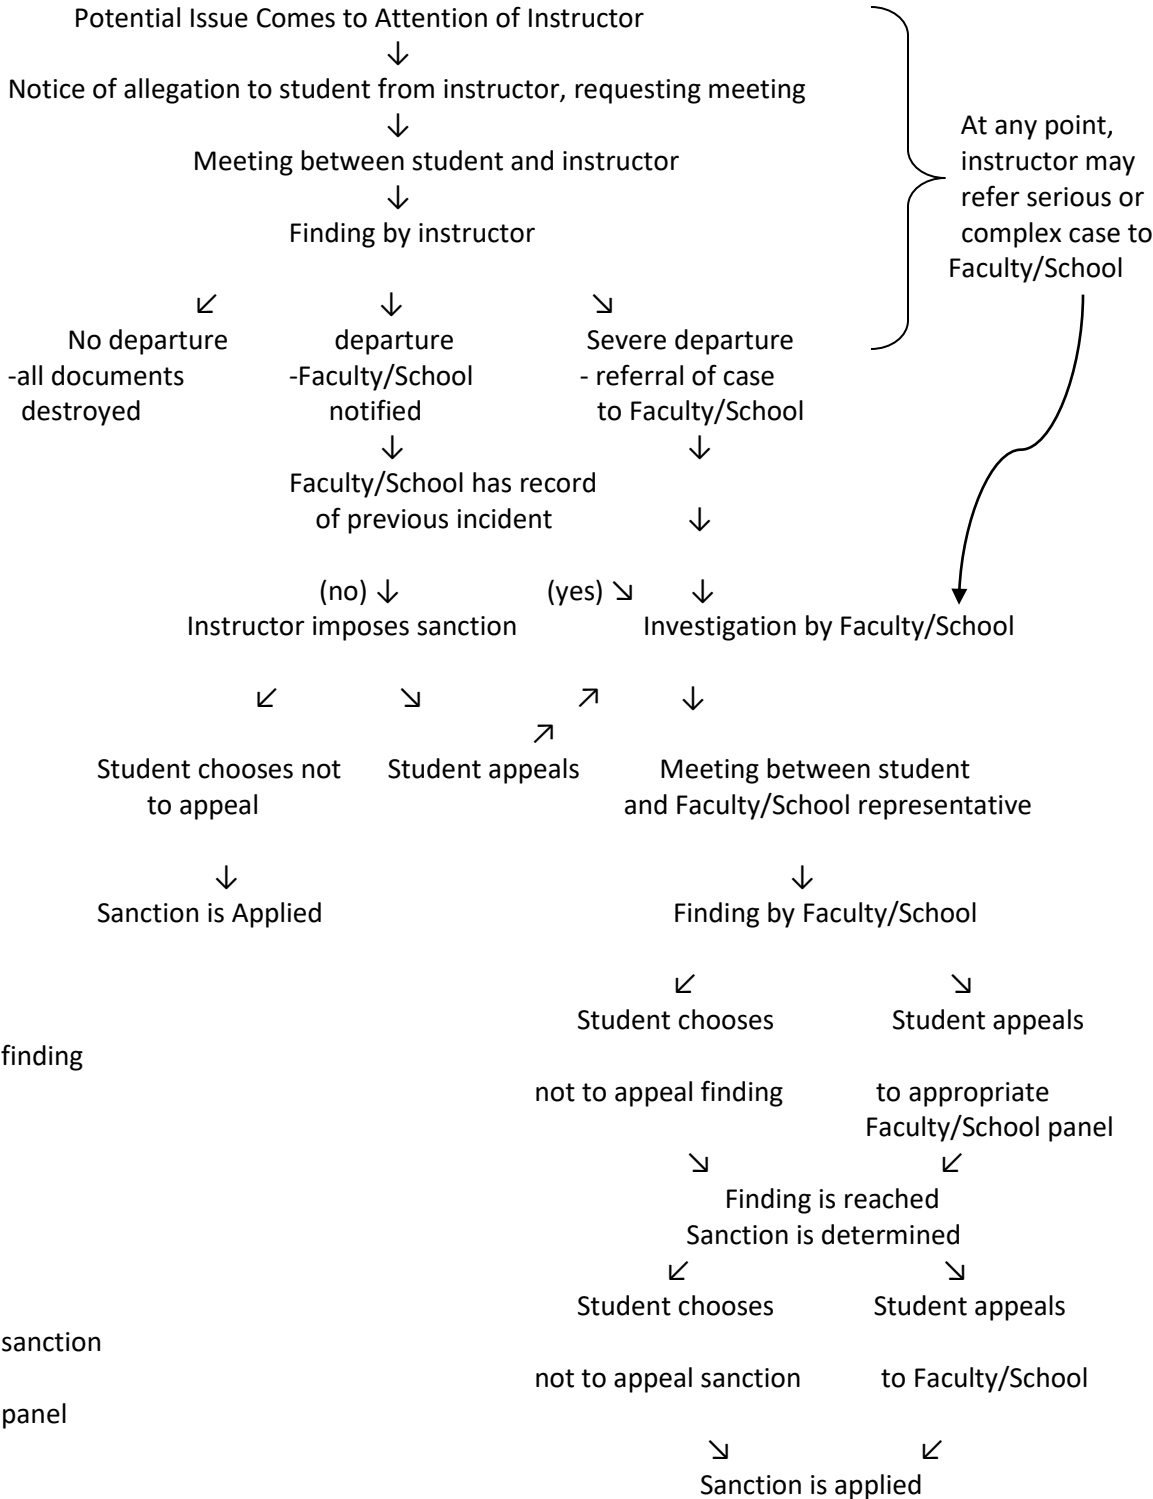 Potential Issue Comes to Attention of Instructor
↓
Notice of allegation to student from instructor, requesting meeting
↓
Meeting between student and instructor
↓
Finding by instructor
At any point,
instructor may
refer serious or
complex case to
Faculty/School
↙ ↓ ↘
No departure departure Severe departure
-all documents -Faculty/School - referral of case
destroyed notified to Faculty/School
↓ ↓
Faculty/School has record
of previous incident ↓
(no) ↓ (yes) ↘ ↓
Instructor imposes sanction Investigation by Faculty/School
↙ ↘ ↗ ↓
↗
Student chooses not Student appeals Meeting between student
to appeal and Faculty/School representative
↓ ↓
Sanction is Applied Finding by Faculty/School
↙ ↘
Student chooses Student appeals
finding
not to appeal finding to appropriate
Faculty/School panel
↘ ↙
Finding is reached
Sanction is determined
↙ ↘
Student chooses Student appeals
sanction
not to appeal sanction to Faculty/School
panel
↘ ↙
Sanction is applied